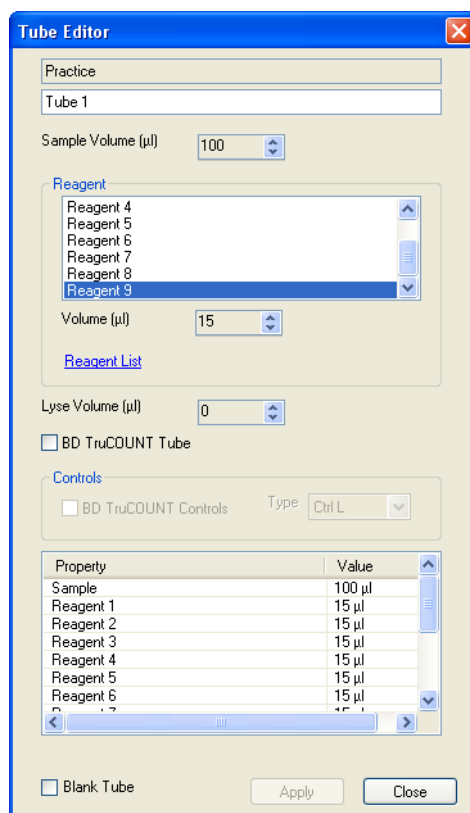 Tube Editor
Practice
Tube 1
Sample Volume (µl) 100
Reagent
Reagent 4
Reagent 5
Reagent 6
Reagent 7
Reagent 8
Reagent 9
Volume (µl) 15
Reagent List
Lyse Volume (µl) 0
BD TruCOUNT Tube
Controls
BD TruCOUNT Controls Type Ctrl L
Property Value
Sample 100 µl
Reagent 1 15 µl
Reagent 2 15 µl
Reagent 3 15 µl
Reagent 4 15 µl
Reagent 5 15 µl
Reagent 6 15 µl
Blank Tube Apply Close